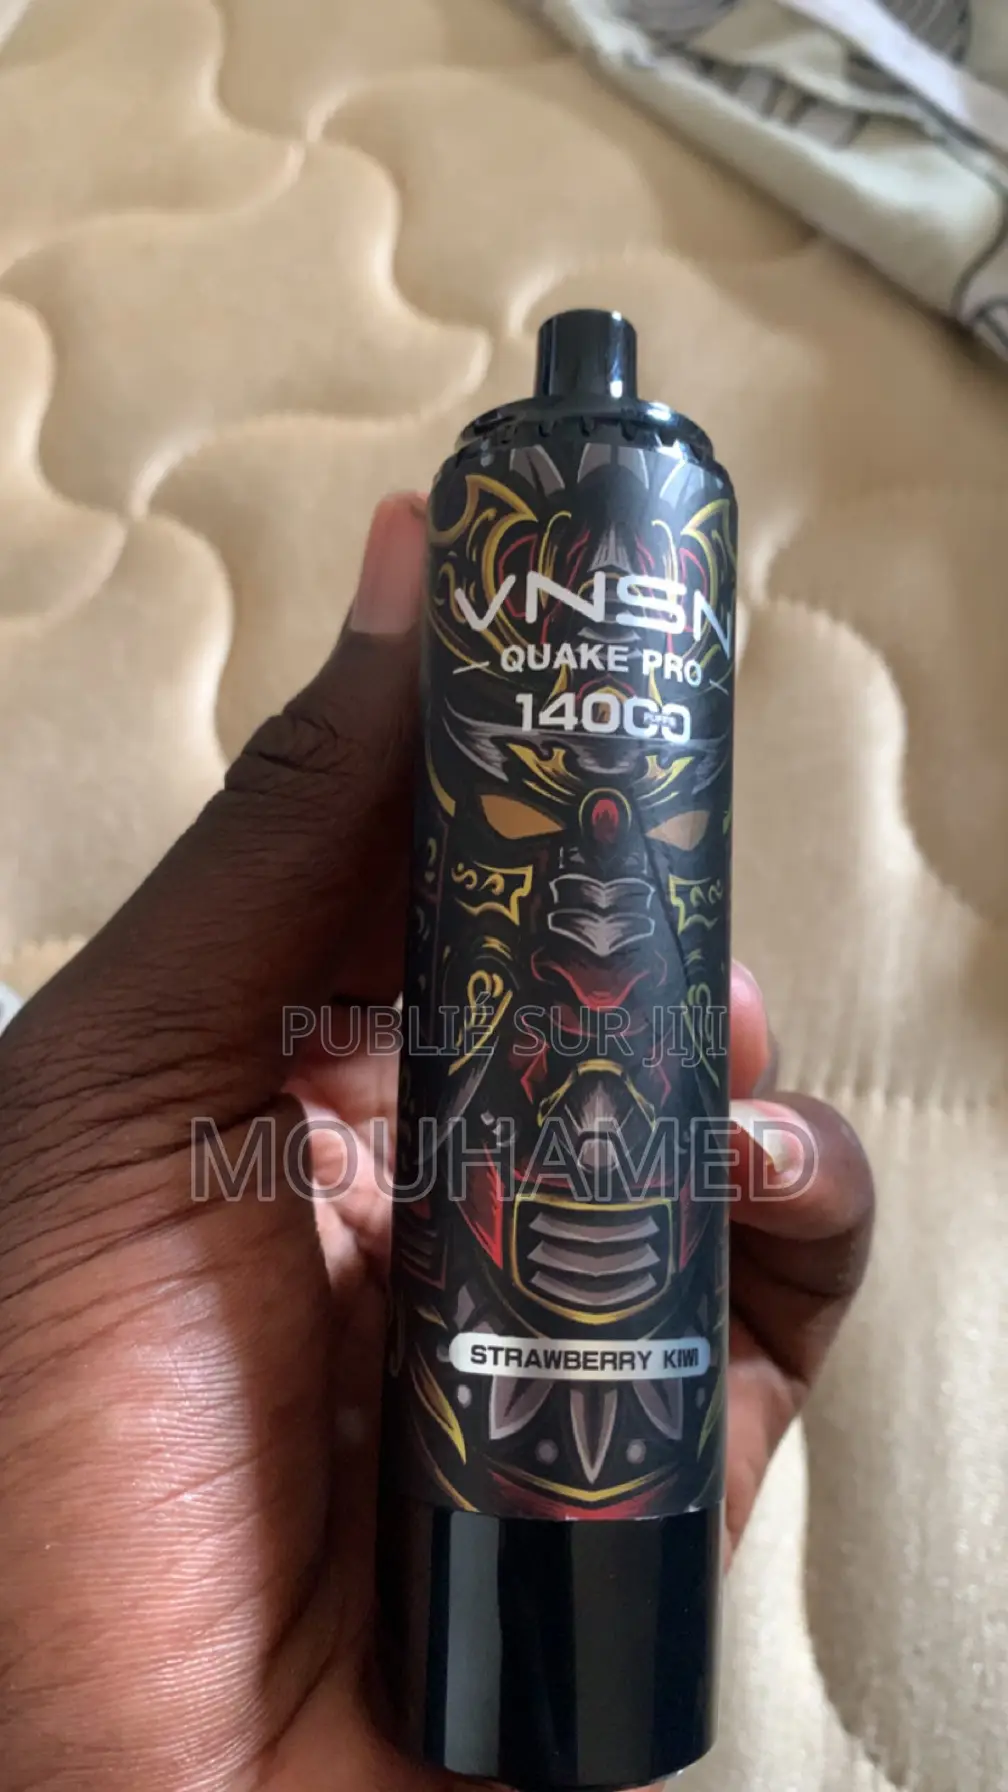 VNSN
QUAKE PRO
14000 PUFFS
PUBLIÉ SUR JIJI
MOUHAMED
STRAWBERRY KIWI